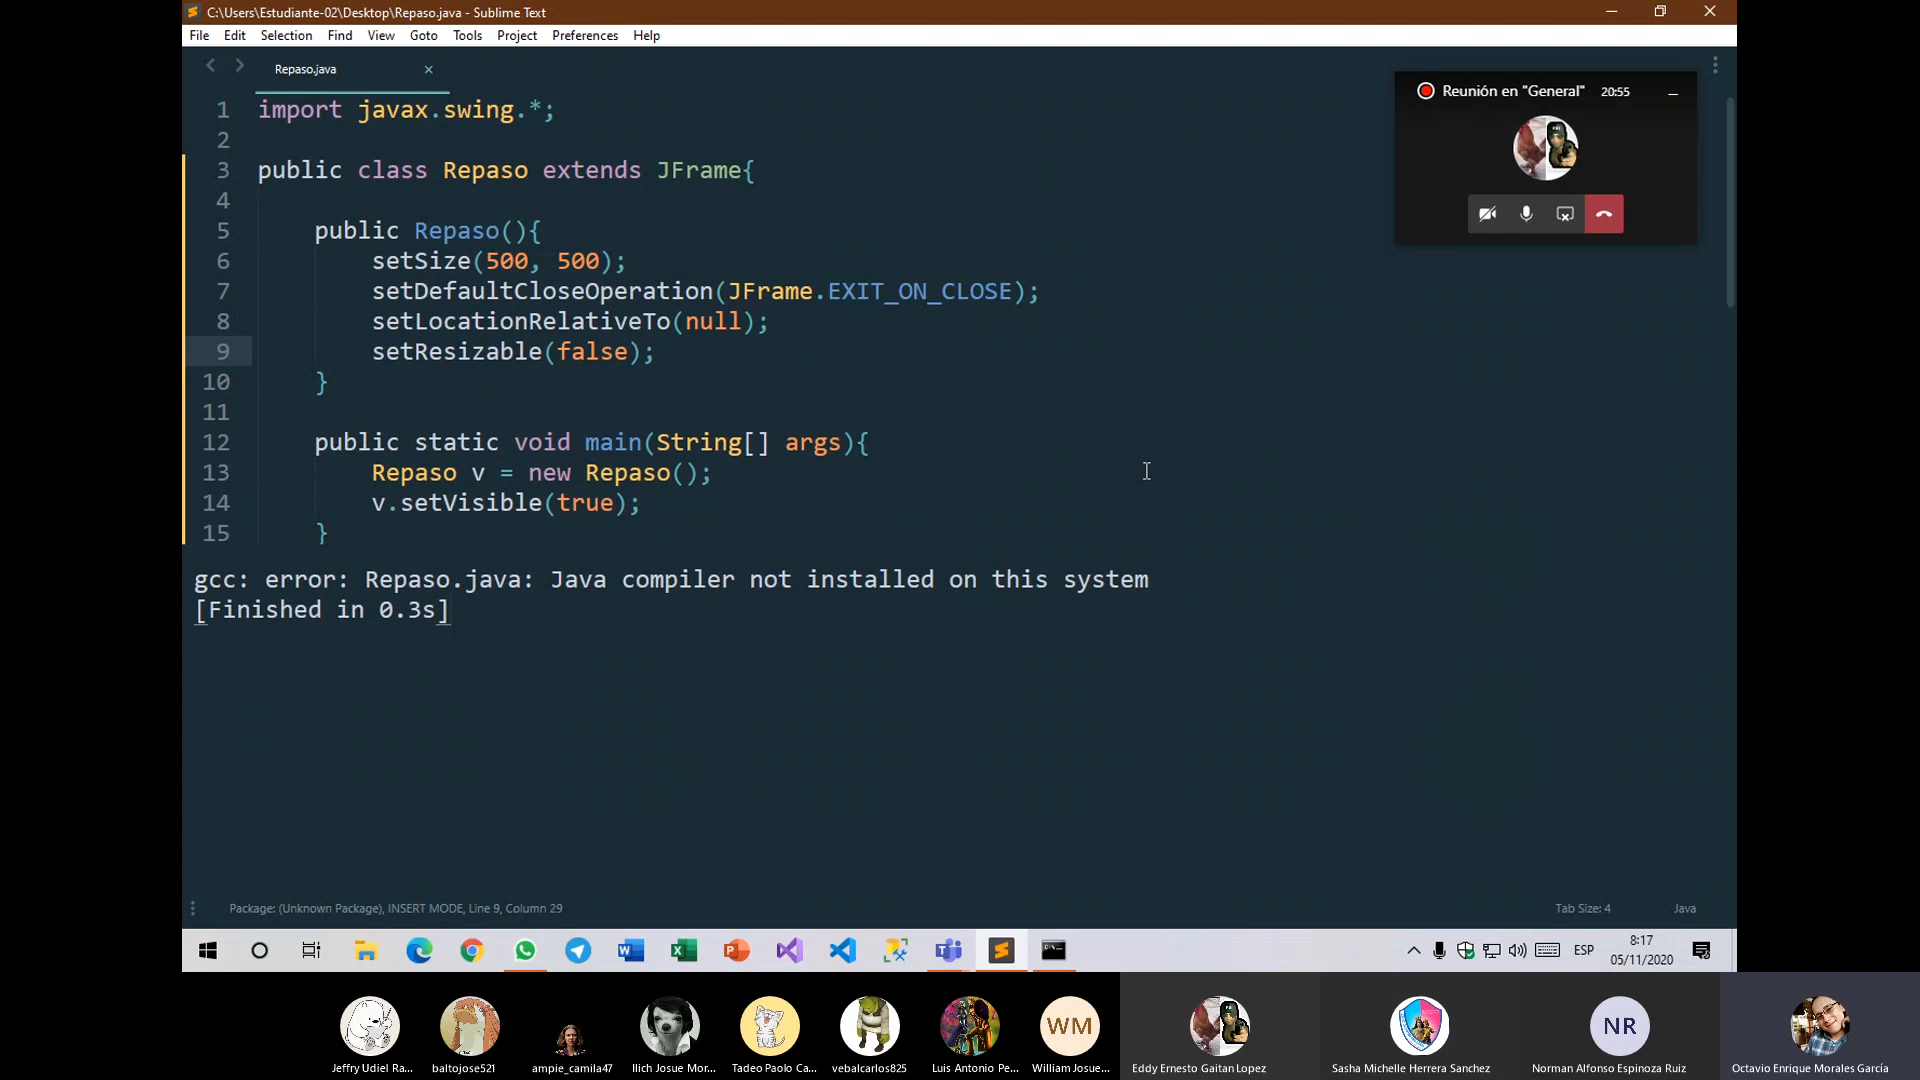 C:\Users\Estudiante-02\Desktop\Repaso.java - Sublime Text
File Edit Selection Find View Goto Tools Project Preferences Help
Repaso.java
Reunión en "General" 20:55
1 import javax.swing.*;
2
3 public class Repaso extends JFrame{
4
5 public Repaso(){
6 setSize(500, 500);
7 setDefaultCloseOperation(JFrame.EXIT_ON_CLOSE);
8 setLocationRelativeTo(null);
9 setResizable(false);
10 }
11
12 public static void main(String[] args){
13 Repaso v = new Repaso();
14 v.setVisible(true);
15 }
gcc: error: Repaso.java: Java compiler not installed on this system
[Finished in 0.3s]
Package: (Unknown Package), INSERT MODE, Line 9, Column 29 Tab Size: 4 Java
ESP 8:17
05/11/2020
WM NR
Jeffry Udiel Ra... baltojose521 ampie_camila47 Ilich Josue Mor... Tadeo Paolo Ca... vebalcarlos825 Luis Antonio Pe... William Josue... Eddy Ernesto Gaitan Lopez Sasha Michelle Herrera Sanchez Norman Alfonso Espinoza Ruiz Octavio Enrique Morales García